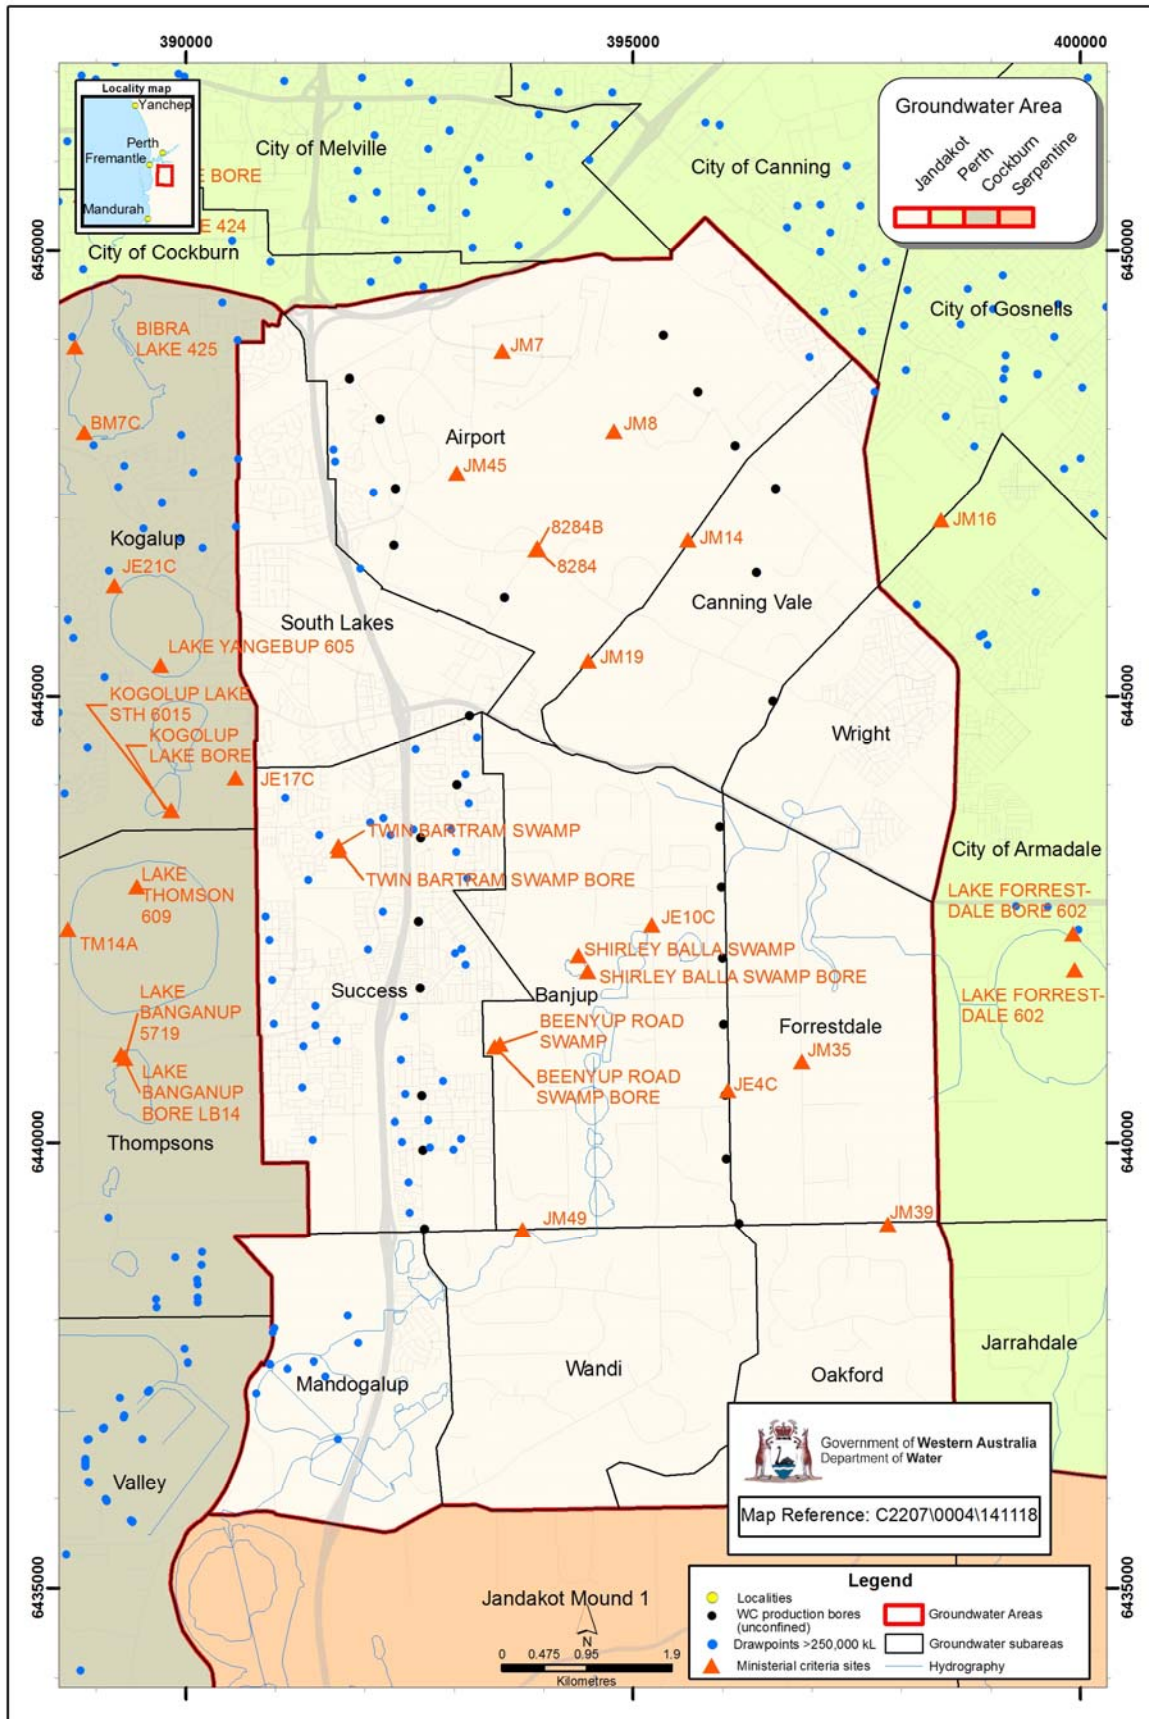 390000
395000
400000
Locality map
Yanchep
Perth
Fremantle
Mandurah
E BORE
E 424
City of Melville
City of Canning
City of Cockburn
City of Gosnells
Groundwater Area
Jandakot
Perth
Cockburn
Serpentine
6450000
6450000
BIBRA
LAKE 425
JM7
BM7C
JM8
Airport
JM45
JM16
8284B
8284
JM14
Kogalup
JE21C
Canning Vale
South Lakes
LAKE YANGEBUP 605
JM19
KOGOLUP LAKE
STH 6015
KOGOLUP
LAKE BORE
6445000
6445000
Wright
JE17C
TWIN BARTRAM SWAMP
TWIN BARTRAM SWAMP BORE
City of Armadale
LAKE
THOMSON
609
LAKE FORREST-
DALE BORE 602
JE10C
TM14A
SHIRLEY BALLA SWAMP
SHIRLEY BALLA SWAMP BORE
LAKE
BANGANUP
5719
Success
Banjup
LAKE FORREST-
DALE 602
BEENYUP ROAD
SWAMP
Forrestdale
JM35
LAKE
BANGANUP
BORE LB14
BEENYUP ROAD
SWAMP BORE
JE4C
Thompsons
6440000
6440000
JM49
JM39
Jarrahdale
Mandogalup
Wandi
Oakford
Valley
Government of Western Australia
Department of Water
Map Reference: C2207\0004\141118
6435000
6435000
Jandakot Mound 1
N
0 0.475 0.95 1.9
Kilometres
Legend
Localities
WC production bores
(unconfined)
Drawpoints >250,000 kL
Ministerial criteria sites
Groundwater Areas
Groundwater subareas
Hydrography